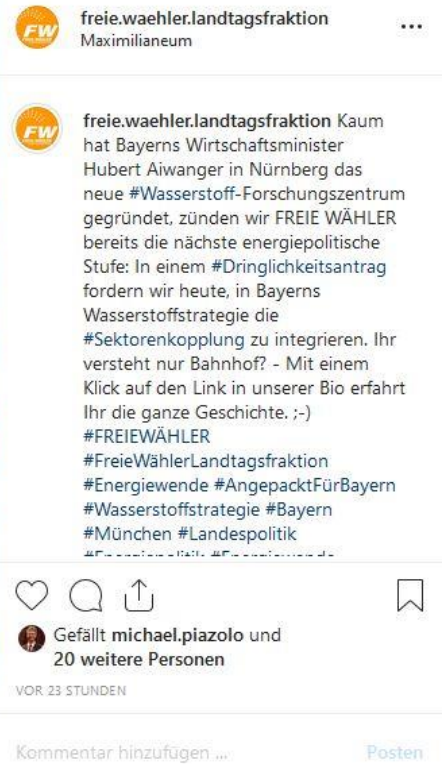 FW
freie.waehler.landtagsfraktion
Maximilianeum
FW
freie.waehler.landtagsfraktion Kaum
hat Bayerns Wirtschaftsminister
Hubert Aiwanger in Nürnberg das
neue #Wasserstoff-Forschungszentrum
gegründet, zünden wir FREIE WÄHLER
bereits die nächste energiepolitische
Stufe: In einem #Dringlichkeitsantrag
fordern wir heute, in Bayerns
Wasserstoffstrategie die
#Sektorenkopplung zu integrieren. Ihr
versteht nur Bahnhof? - Mit einem
Klick auf den Link in unserer Bio erfahrt
Ihr die ganze Geschichte. ;-)
#FREIEWÄHLER
#FreieWählerLandtagsfraktion
#Energiewende #AngepacktFürBayern
#Wasserstoffstrategie #Bayern
#München #Landespolitik
Gefällt michael.piazolo und
20 weitere Personen
VOR 23 STUNDEN
Kommentar hinzufügen ...
Posten